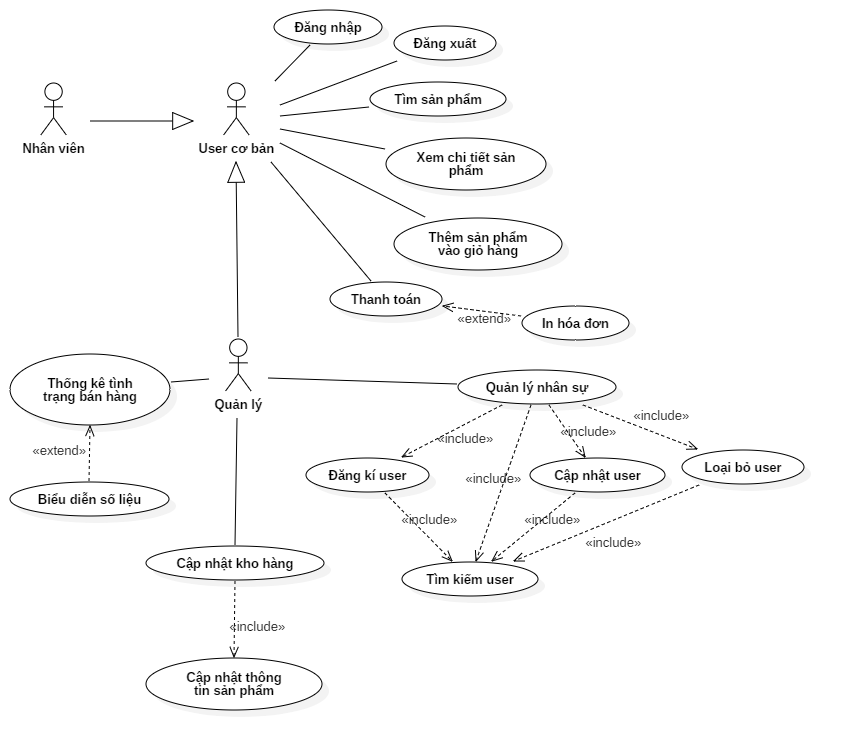 Đăng nhập
Đăng xuất
Tìm sản phẩm
Nhân viên
User cơ bản
Xem chi tiết sản
phẩm
Thêm sản phẩm
vào giỏ hàng
Thanh toán
«extend»
In hóa đơn
Thống kê tình
trạng bán hàng
Quản lý
Quản lý nhân sự
«include»
«include»
«include»
«extend»
Đăng kí user
«include»
Cập nhật user
Loại bỏ user
Biểu diễn số liệu
«include»
«include»
«include»
Cập nhật kho hàng
Tìm kiếm user
«include»
Cập nhật thông
tin sản phẩm